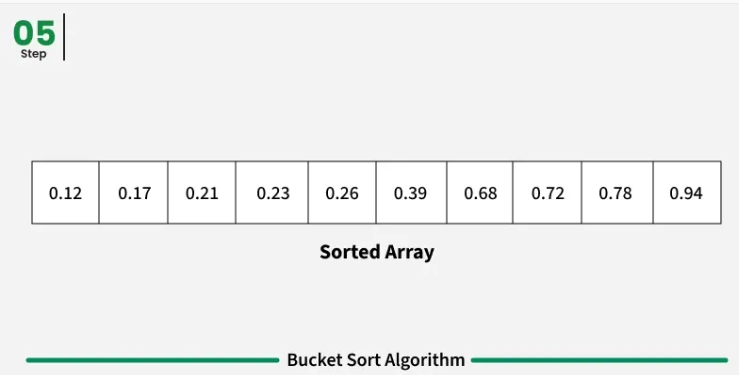 05
Step
0.12 0.17 0.21 0.23 0.26 0.39 0.68 0.72 0.78 0.94
Sorted Array
Bucket Sort Algorithm